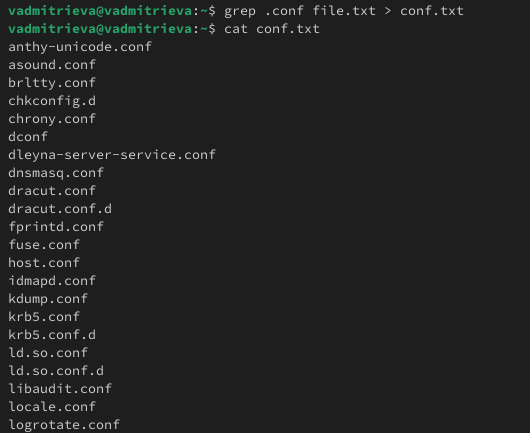 vadmitrieva@vadmitrieva:~$ grep .conf file.txt > conf.txt
vadmitrieva@vadmitrieva:~$ cat conf.txt
anthy-unicode.conf
asound.conf
brltty.conf
chkconfig.d
chrony.conf
dconf
dleyna-server-service.conf
dnsmasq.conf
dracut.conf
dracut.conf.d
fprintd.conf
fuse.conf
host.conf
idmapd.conf
kdump.conf
krb5.conf
krb5.conf.d
ld.so.conf
ld.so.conf.d
libaudit.conf
locale.conf
logrotate.conf